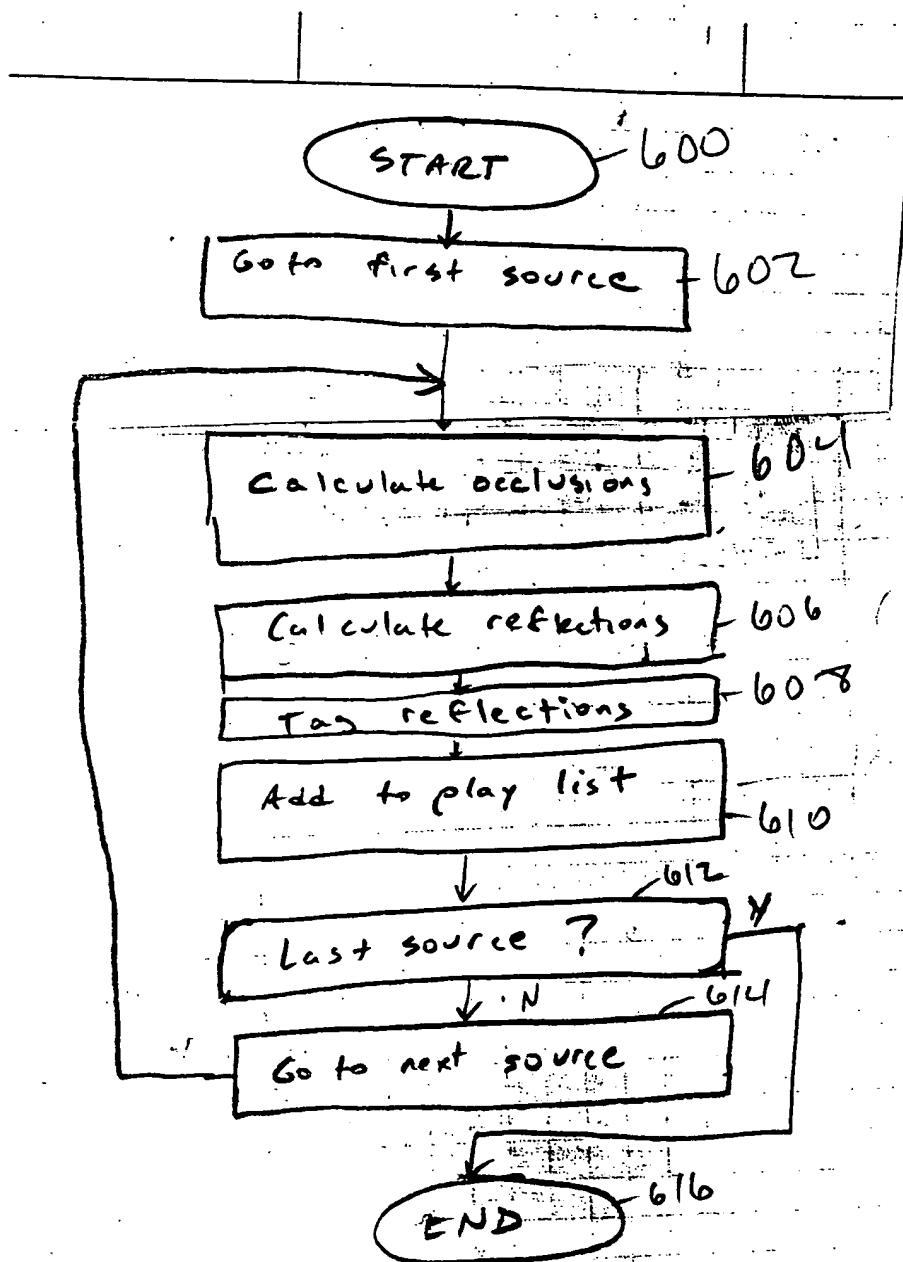 START 600
Go to first source 602
Calculate occlusions 604
Calculate reflections 606
Tag reflections 608
Add to play list 610
612
Last source ? Y
N
614
Go to next source
END 616